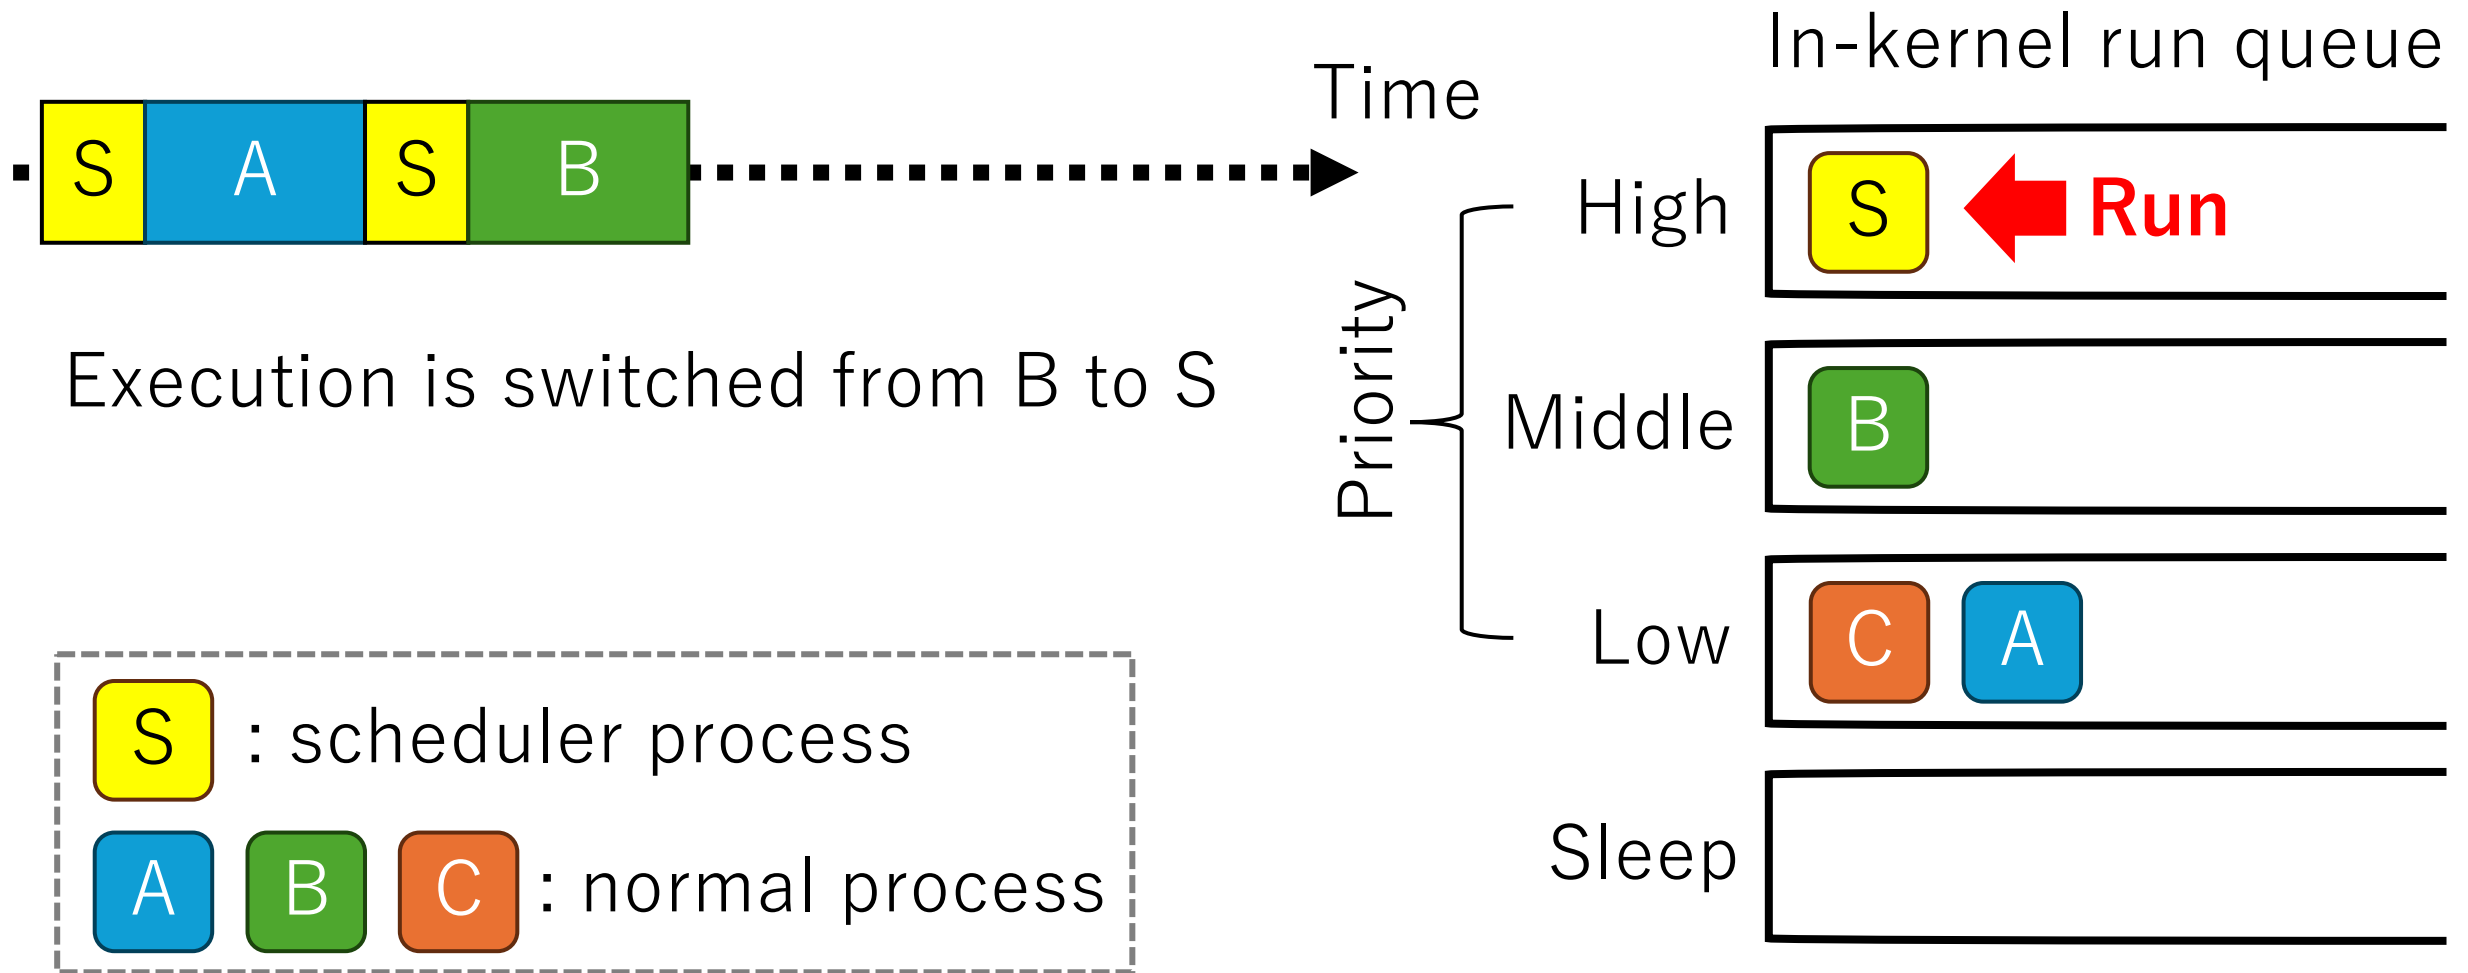 In-kernel run queue
Time
S A S B
High S Run
Execution is switched from B to S
Priority
Middle B
Low C A
S : scheduler process
Sleep
A B C : normal process